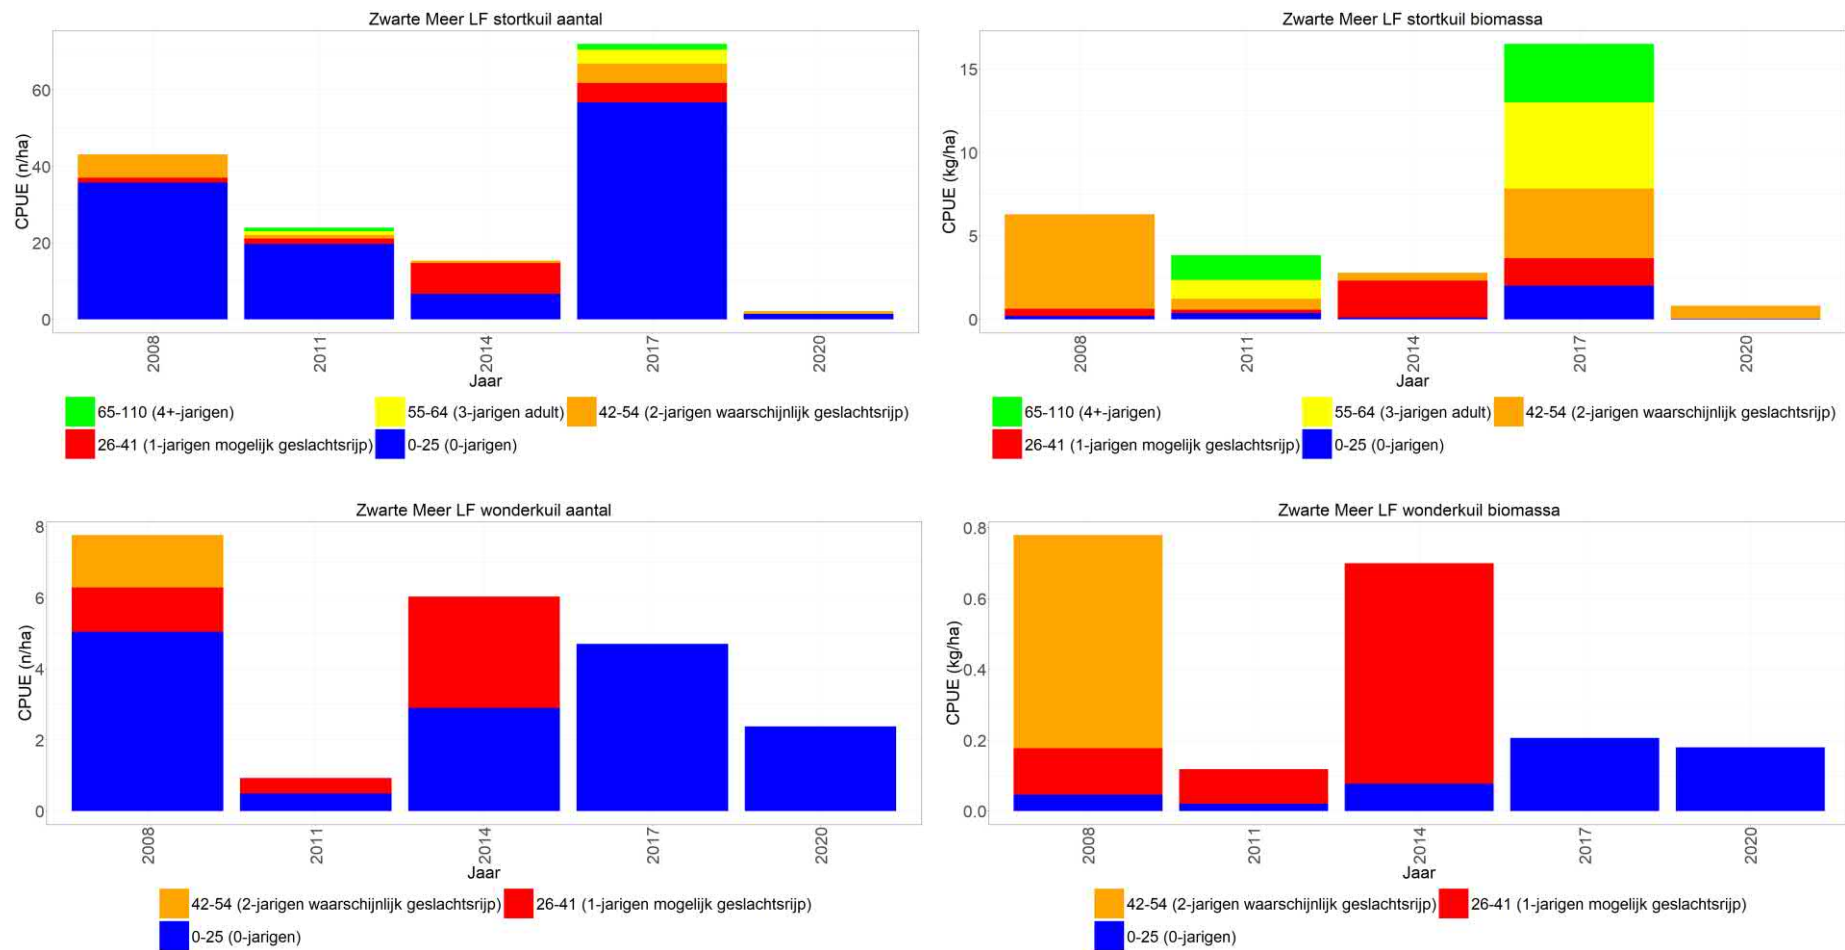 Zwarte Meer LF stortkuil aantal
CPUE (n/ha)
60
40
20
0
2008 2011 2014 2017 2020
Jaar
65-110 (4+-jarigen) 55-64 (3-jarigen adult) 42-54 (2-jarigen waarschijnlijk geslachtsrijp)
26-41 (1-jarigen mogelijk geslachtsrijp) 0-25 (0-jarigen)
Zwarte Meer LF stortkuil biomassa
CPUE (kg/ha)
15
10
5
0
2008 2011 2014 2017 2020
Jaar
65-110 (4+-jarigen) 55-64 (3-jarigen adult) 42-54 (2-jarigen waarschijnlijk geslachtsrijp)
26-41 (1-jarigen mogelijk geslachtsrijp) 0-25 (0-jarigen)
Zwarte Meer LF wonderkuil aantal
CPUE (n/ha)
8
6
4
2
0
2008 2011 2014 2017 2020
Jaar
42-54 (2-jarigen waarschijnlijk geslachtsrijp) 26-41 (1-jarigen mogelijk geslachtsrijp)
0-25 (0-jarigen)
Zwarte Meer LF wonderkuil biomassa
CPUE (kg/ha)
0.8
0.6
0.4
0.2
0.0
2008 2011 2014 2017 2020
Jaar
42-54 (2-jarigen waarschijnlijk geslachtsrijp) 26-41 (1-jarigen mogelijk geslachtsrijp)
0-25 (0-jarigen)